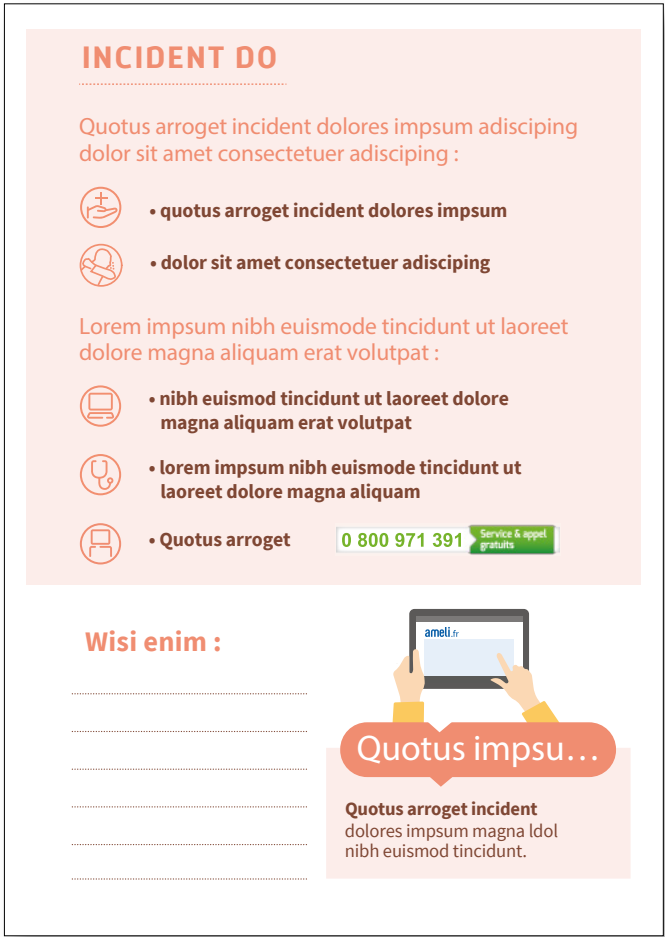 INCIDENT DO
Quotus arroget incident dolores impsum adisciping
dolor sit amet consectetuer adisciping :
• quotus arroget incident dolores impsum
• dolor sit amet consectetuer adisciping
Lorem impsum nibh euismode tincidunt ut laoreet
dolore magna aliquam erat volutpat :
• nibh euismod tincidunt ut laoreet dolore
magna aliquam erat volutpat
• lorem impsum nibh euismode tincidunt ut
laoreet dolore magna aliquam
• Quotus arroget
0 800 971 391
Service & appel
gratuits
Wisi enim :
ameli.fr
Quotus impsu…
Quotus arroget incident
dolores impsum magna ldol
nibh euismod tincidunt.